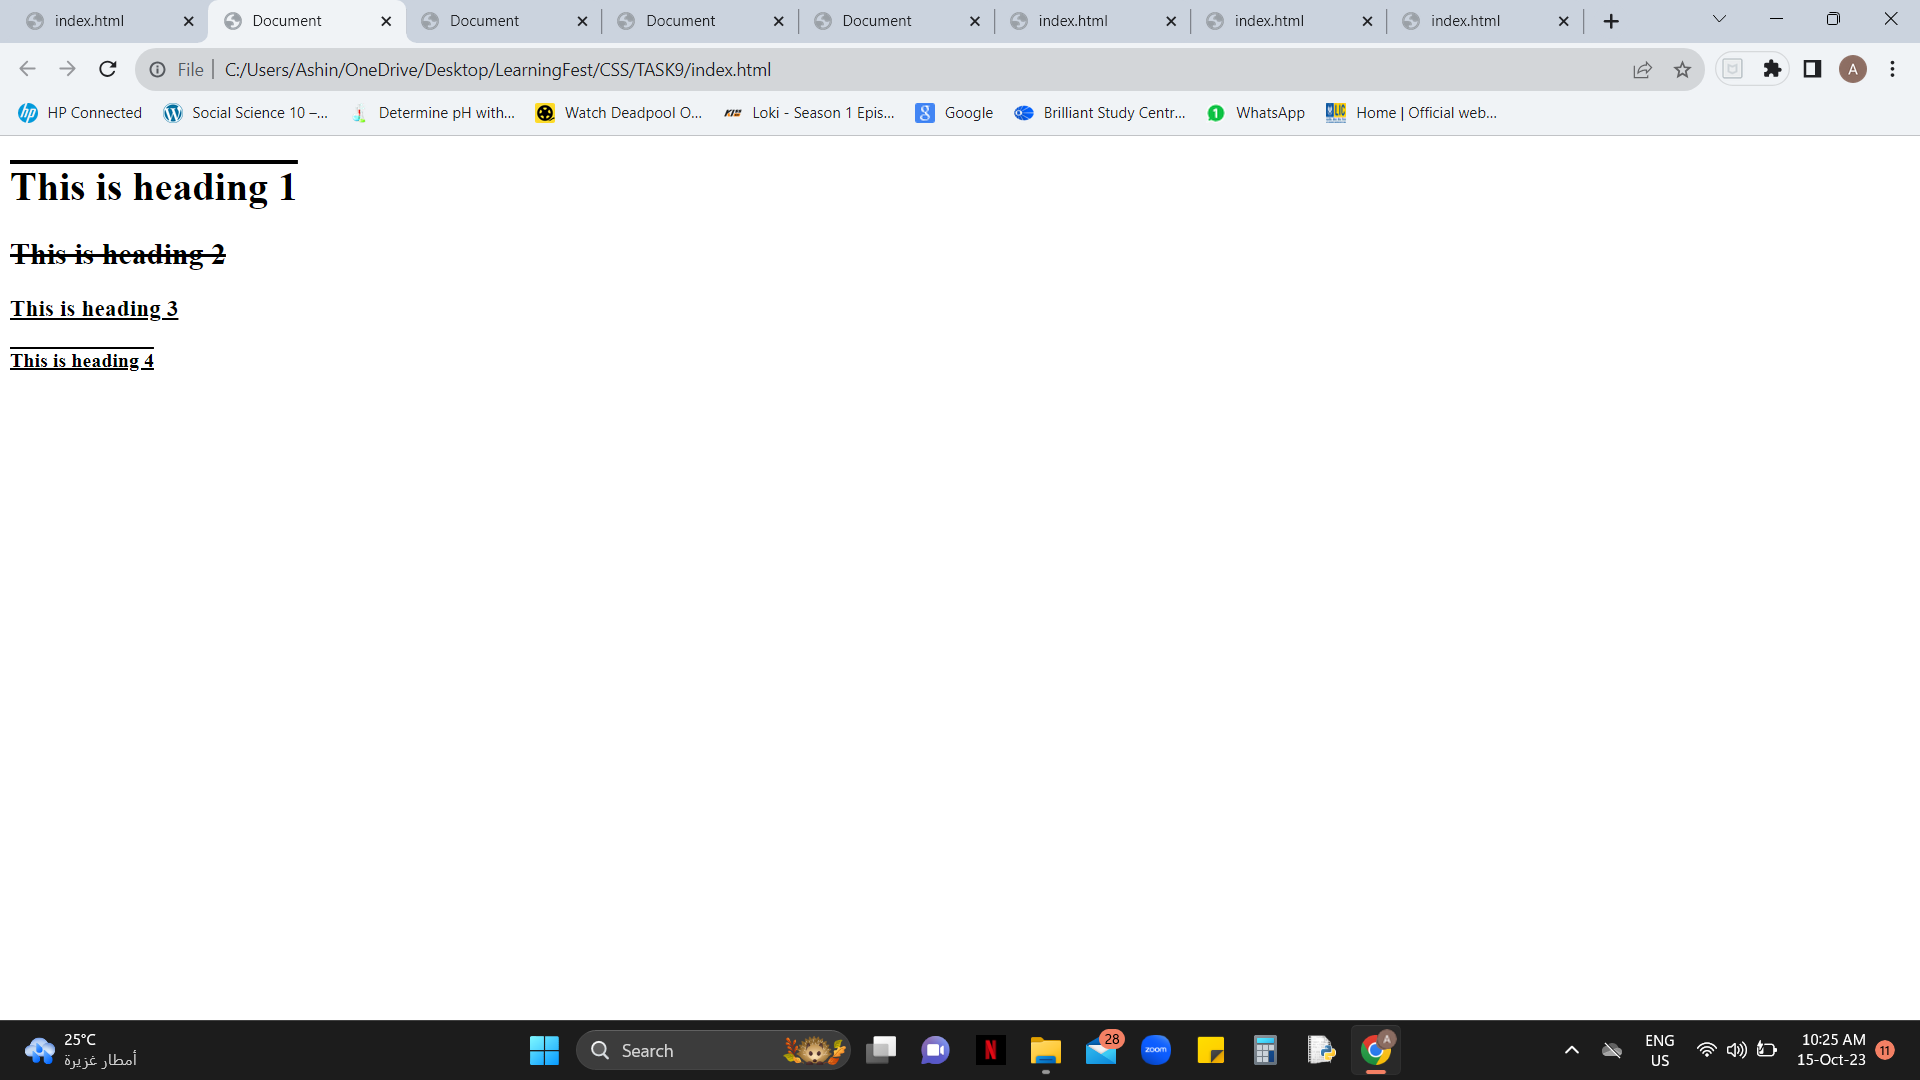 index.html Document Document Document Document index.html index.html index.html
File C:/Users/Ashin/OneDrive/Desktop/LearningFest/CSS/TASK9/index.html A
HP Connected Social Science 10 –... Determine pH with... Watch Deadpool O... Loki - Season 1 Epis... Google Brilliant Study Centr... 1 WhatsApp Home | Official web...
This is heading 1
This is heading 2
This is heading 3
This is heading 4
25°C
أمطار غزيرة
Search 28 zoom A
ENG
US
10:25 AM
15-Oct-23
11